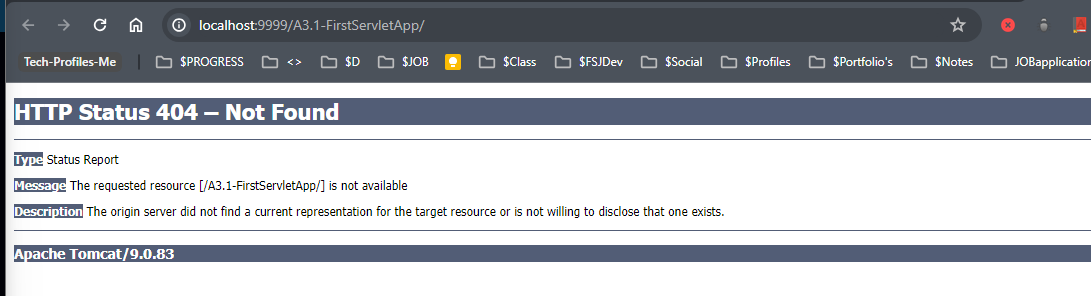 localhost:9999/A3.1-FirstServletApp/
Tech-Profiles-Me | $PROGRESS <> $D $JOB $Class $FSJDev $Social $Profiles $Portfolio's $Notes JOBapplication
HTTP Status 404 – Not Found
Type Status Report
Message The requested resource [/A3.1-FirstServletApp/] is not available
Description The origin server did not find a current representation for the target resource or is not willing to disclose that one exists.
Apache Tomcat/9.0.83